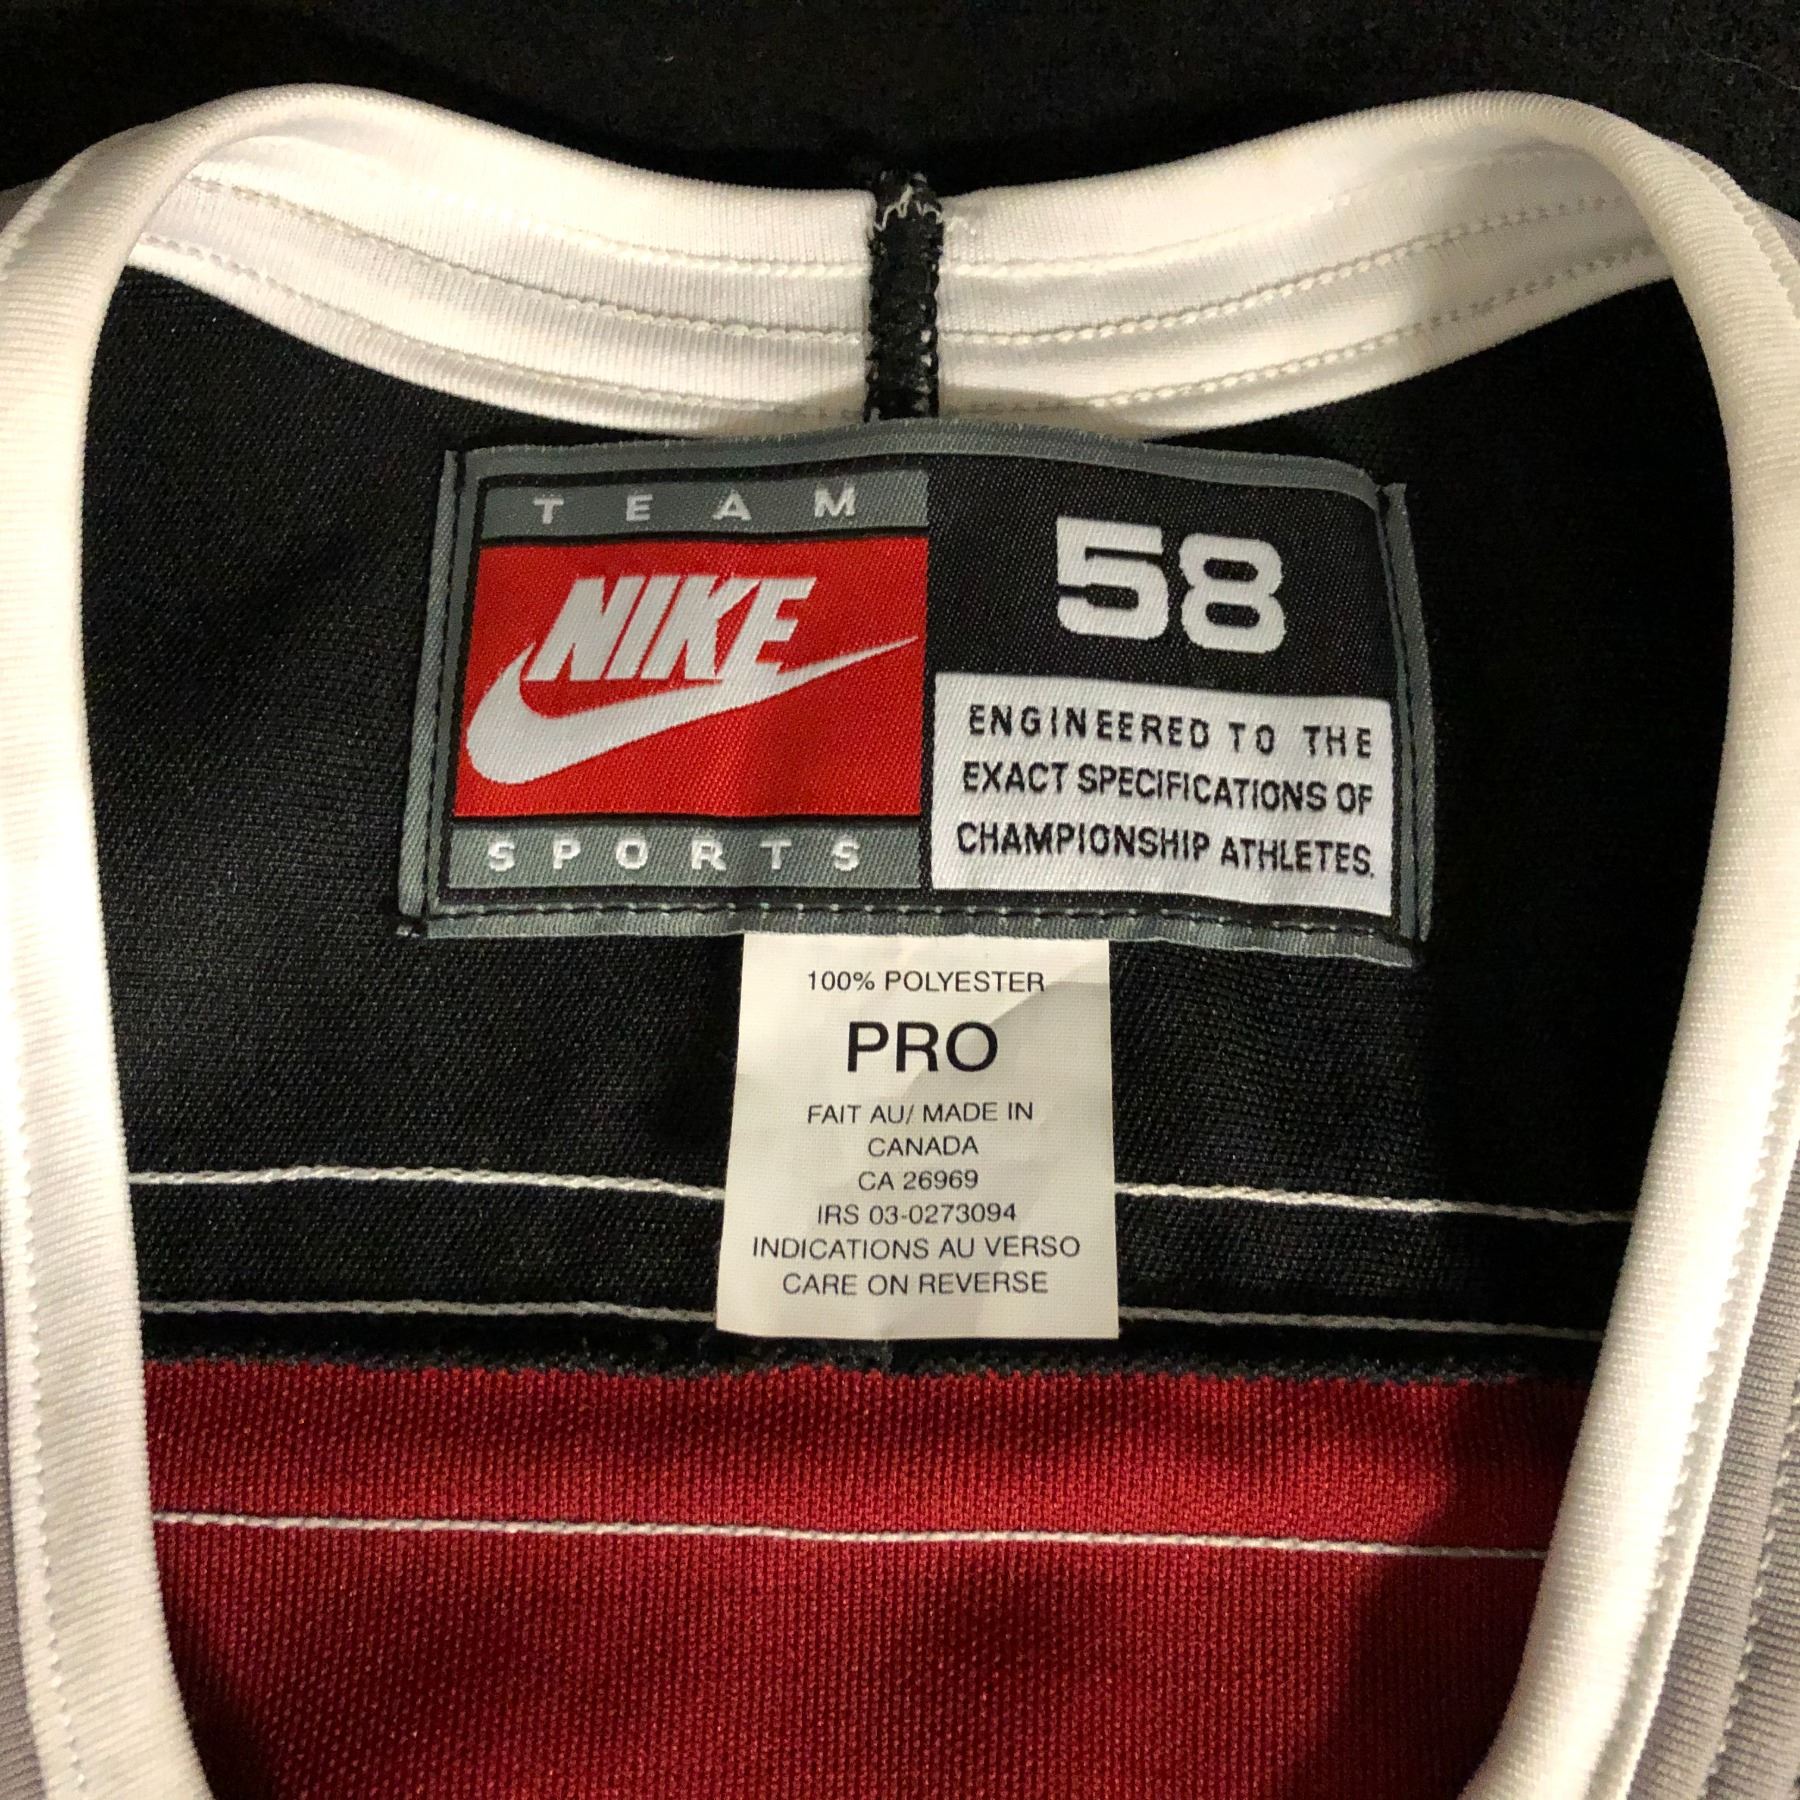 TEAM
NIKE
SPORTS
58
ENGINEERED TO THE
EXACT SPECIFICATIONS OF
CHAMPIONSHIP ATHLETES.
100% POLYESTER
PRO
FAIT AU/ MADE IN
CANADA
CA 26969
IRS 03-0273094
INDICATIONS AU VERSO
CARE ON REVERSE